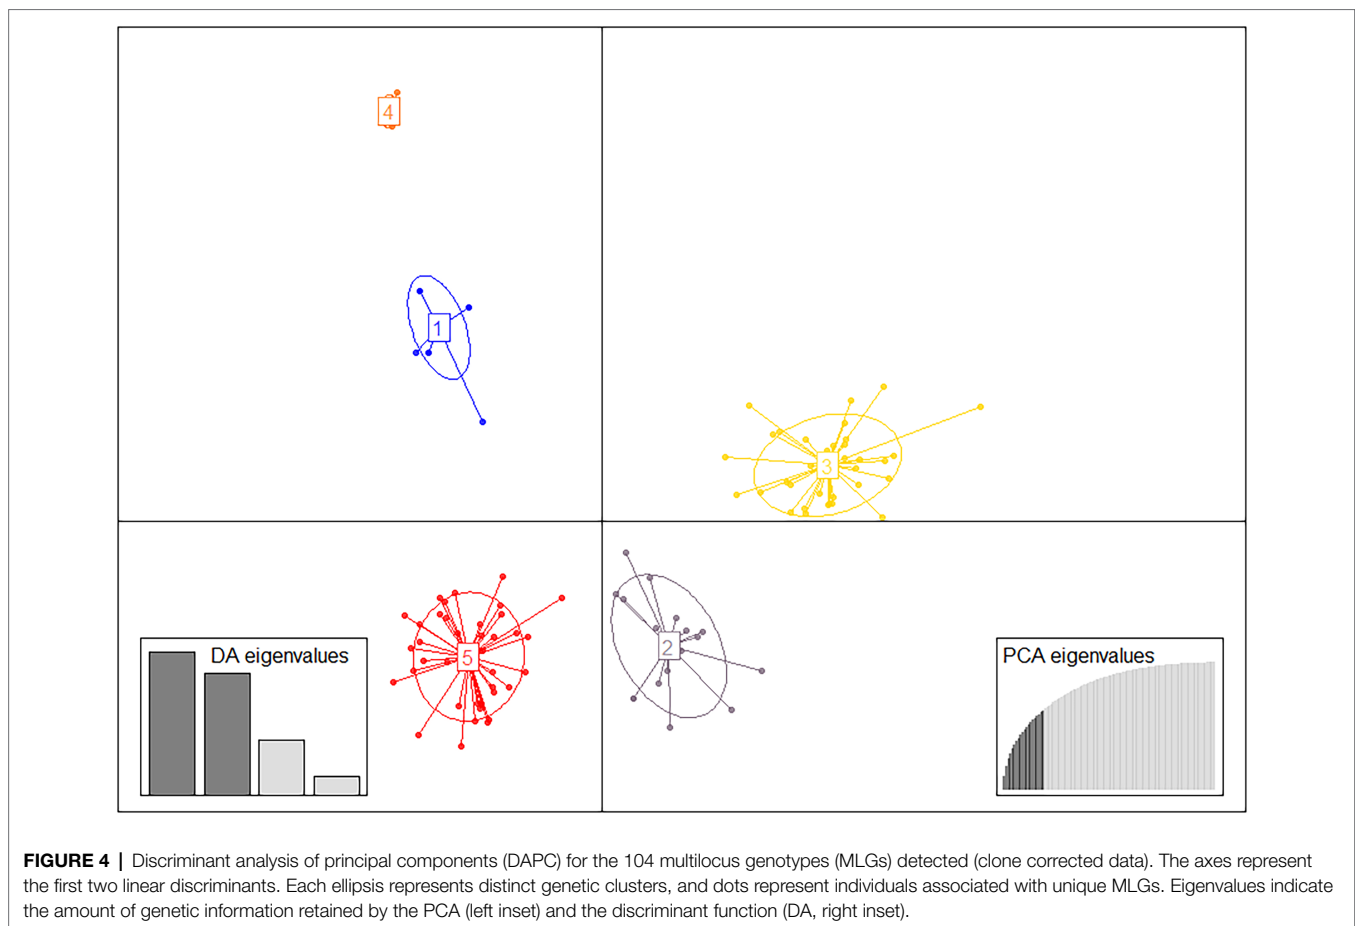 4
1
3
5
2
DA eigenvalues
PCA eigenvalues
FIGURE 4 | Discriminant analysis of principal components (DAPC) for the 104 multilocus genotypes (MLGs) detected (clone corrected data). The axes represent
the first two linear discriminants. Each ellipsis represents distinct genetic clusters, and dots represent individuals associated with unique MLGs. Eigenvalues indicate
the amount of genetic information retained by the PCA (left inset) and the discriminant function (DA, right inset).